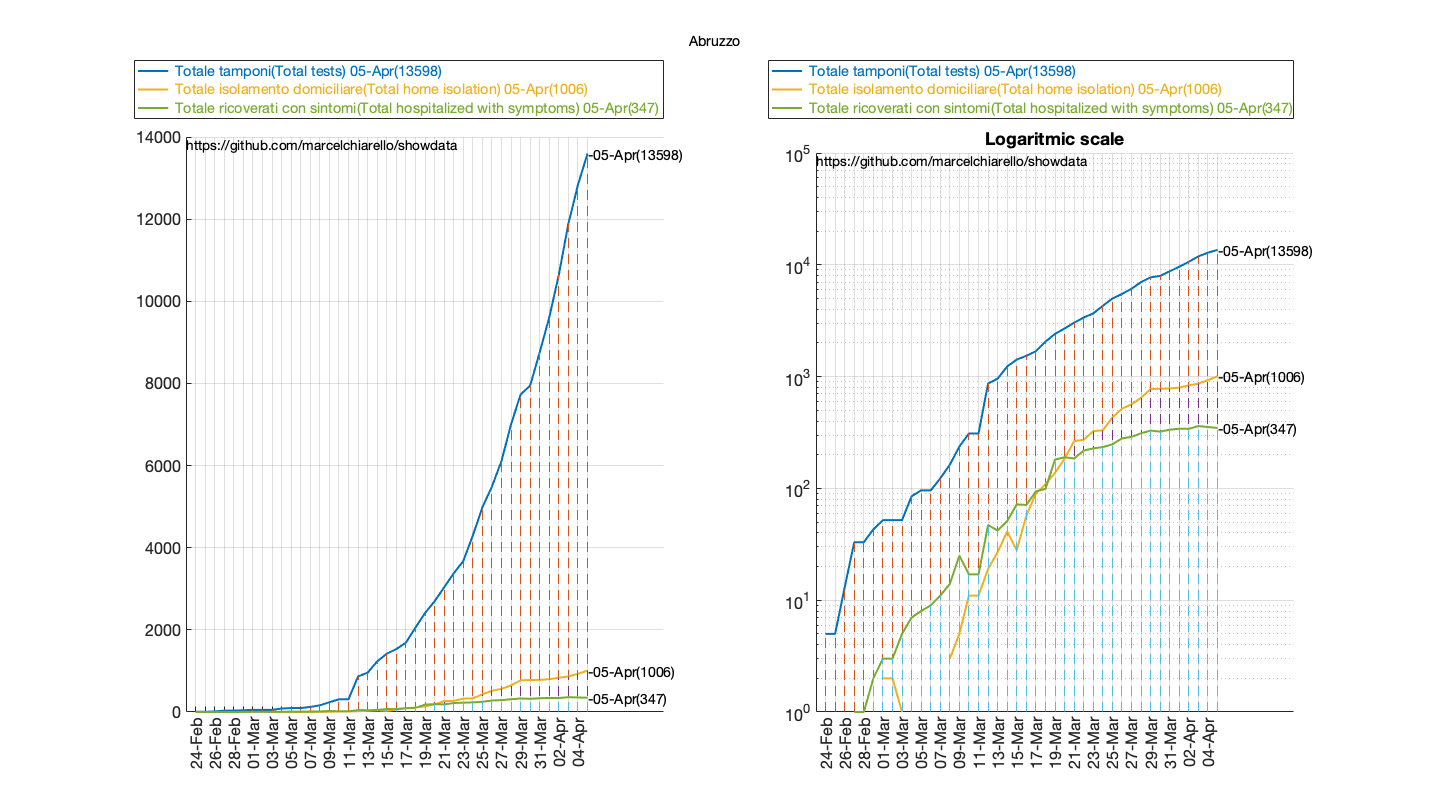 Abruzzo
Totale tamponi(Total tests) 05-Apr(13598)
Totale isolamento domiciliare(Total home isolation) 05-Apr(1006)
Totale ricoverati con sintomi(Total hospitalized with symptoms) 05-Apr(347)
14000
https://github.com/marcelchiarello/showdata
-05-Apr(13598)
12000
10000
8000
6000
4000
2000
-05-Apr(1006)
-05-Apr(347)
0
24-Feb
26-Feb
28-Feb
01-Mar
03-Mar
05-Mar
07-Mar
09-Mar
11-Mar
13-Mar
15-Mar
17-Mar
19-Mar
21-Mar
23-Mar
25-Mar
27-Mar
29-Mar
31-Mar
02-Apr
04-Apr
Totale tamponi(Total tests) 05-Apr(13598)
Totale isolamento domiciliare(Total home isolation) 05-Apr(1006)
Totale ricoverati con sintomi(Total hospitalized with symptoms) 05-Apr(347)
Logaritmic scale
10^5
https://github.com/marcelchiarello/showdata
-05-Apr(13598)
10^4
10^3
-05-Apr(1006)
-05-Apr(347)
10^2
10^1
10^0
24-Feb
26-Feb
28-Feb
01-Mar
03-Mar
05-Mar
07-Mar
09-Mar
11-Mar
13-Mar
15-Mar
17-Mar
19-Mar
21-Mar
23-Mar
25-Mar
27-Mar
29-Mar
31-Mar
02-Apr
04-Apr